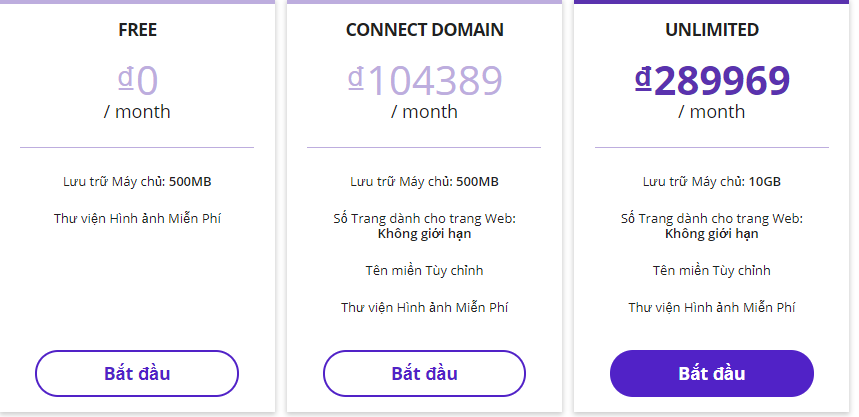 FREE
₫0
/ month
Lưu trữ Máy chủ: 500MB
Thư viện Hình ảnh Miễn Phí
Bắt đầu
CONNECT DOMAIN
₫104389
/ month
Lưu trữ Máy chủ: 500MB
Số Trang dành cho trang Web:
Không giới hạn
Tên miền Tùy chỉnh
Thư viện Hình ảnh Miễn Phí
Bắt đầu
UNLIMITED
₫289969
/ month
Lưu trữ Máy chủ: 10GB
Số Trang dành cho trang Web:
Không giới hạn
Tên miền Tùy chỉnh
Thư viện Hình ảnh Miễn Phí
Bắt đầu